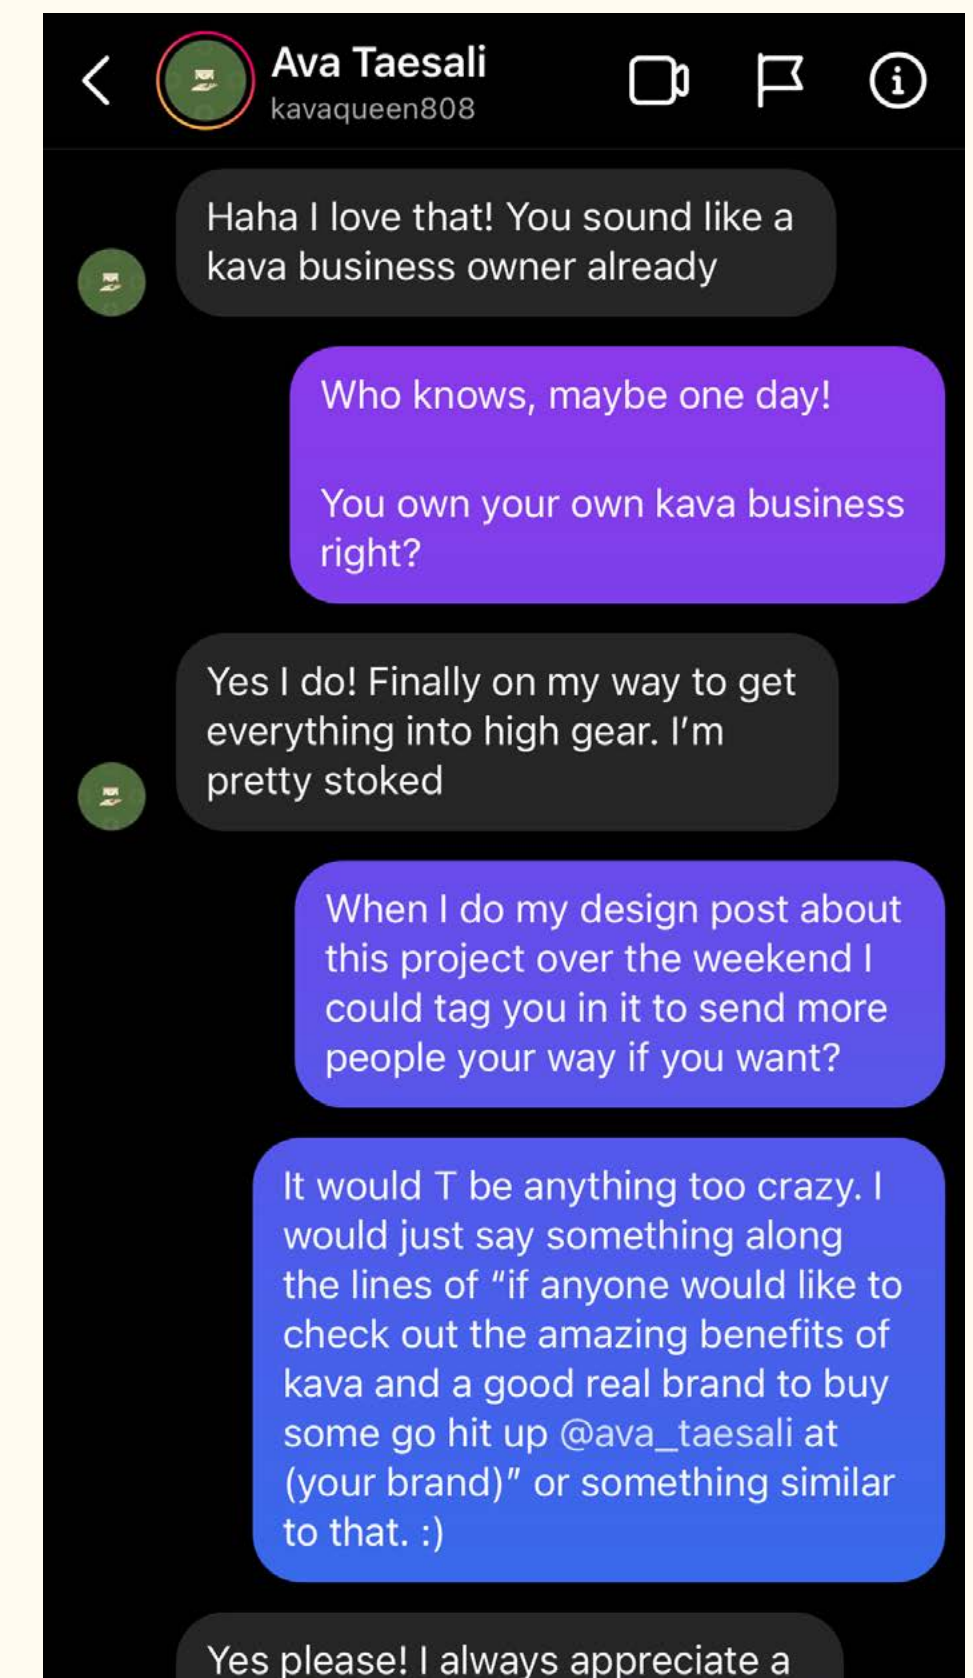 Ava Taesali
kavaqueen808
Haha I love that! You sound like a
kava business owner already
Who knows, maybe one day!
You own your own kava business
right?
Yes I do! Finally on my way to get
everything into high gear. I’m
pretty stoked
When I do my design post about
this project over the weekend I
could tag you in it to send more
people your way if you want?
It would T be anything too crazy. I
would just say something along
the lines of “if anyone would like to
check out the amazing benefits of
kava and a good real brand to buy
some go hit up @ava_taesali at
(your brand)” or something similar
to that. :)
Yes please! I always appreciate a